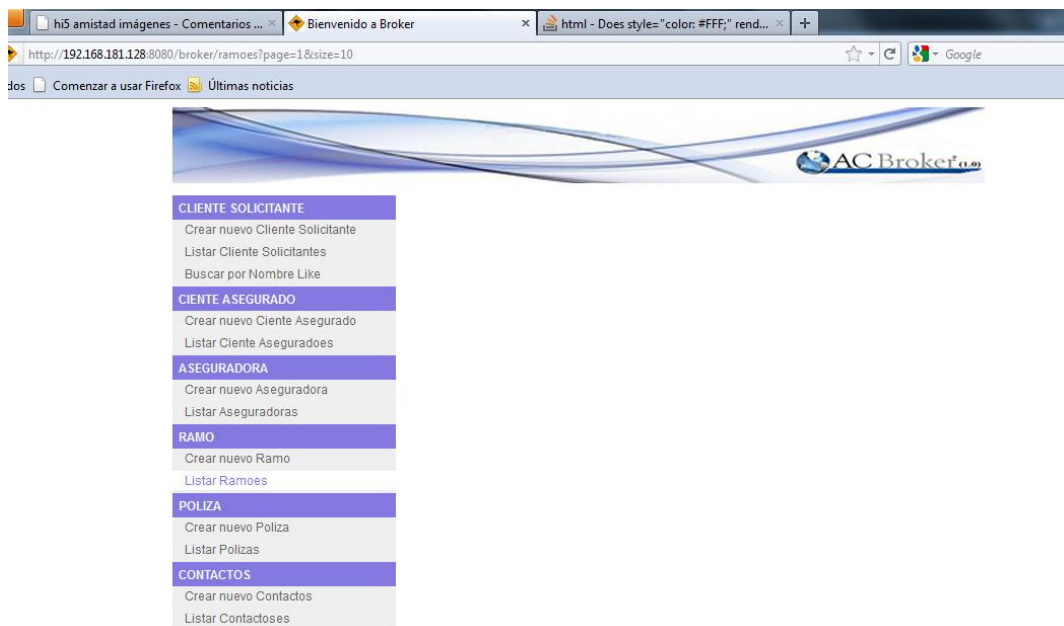 hi5 amistad imágenes - Comentarios ...
Bienvenido a Broker
html - Does style="color: #FFF;" rend...
http://192.168.181.128:8080/broker/ramoes?page=1&size=10
Google
dos
Comenzar a usar Firefox
Últimas noticias
AC Broker (1.0)
CLIENTE SOLICITANTE
Crear nuevo Cliente Solicitante
Listar Cliente Solicitantes
Buscar por Nombre Like
CIENTE ASEGURADO
Crear nuevo Ciente Asegurado
Listar Ciente Aseguradoes
ASEGURADORA
Crear nuevo Aseguradora
Listar Aseguradoras
RAMO
Crear nuevo Ramo
Listar Ramoes
POLIZA
Crear nuevo Poliza
Listar Polizas
CONTACTOS
Crear nuevo Contactos
Listar Contactoses